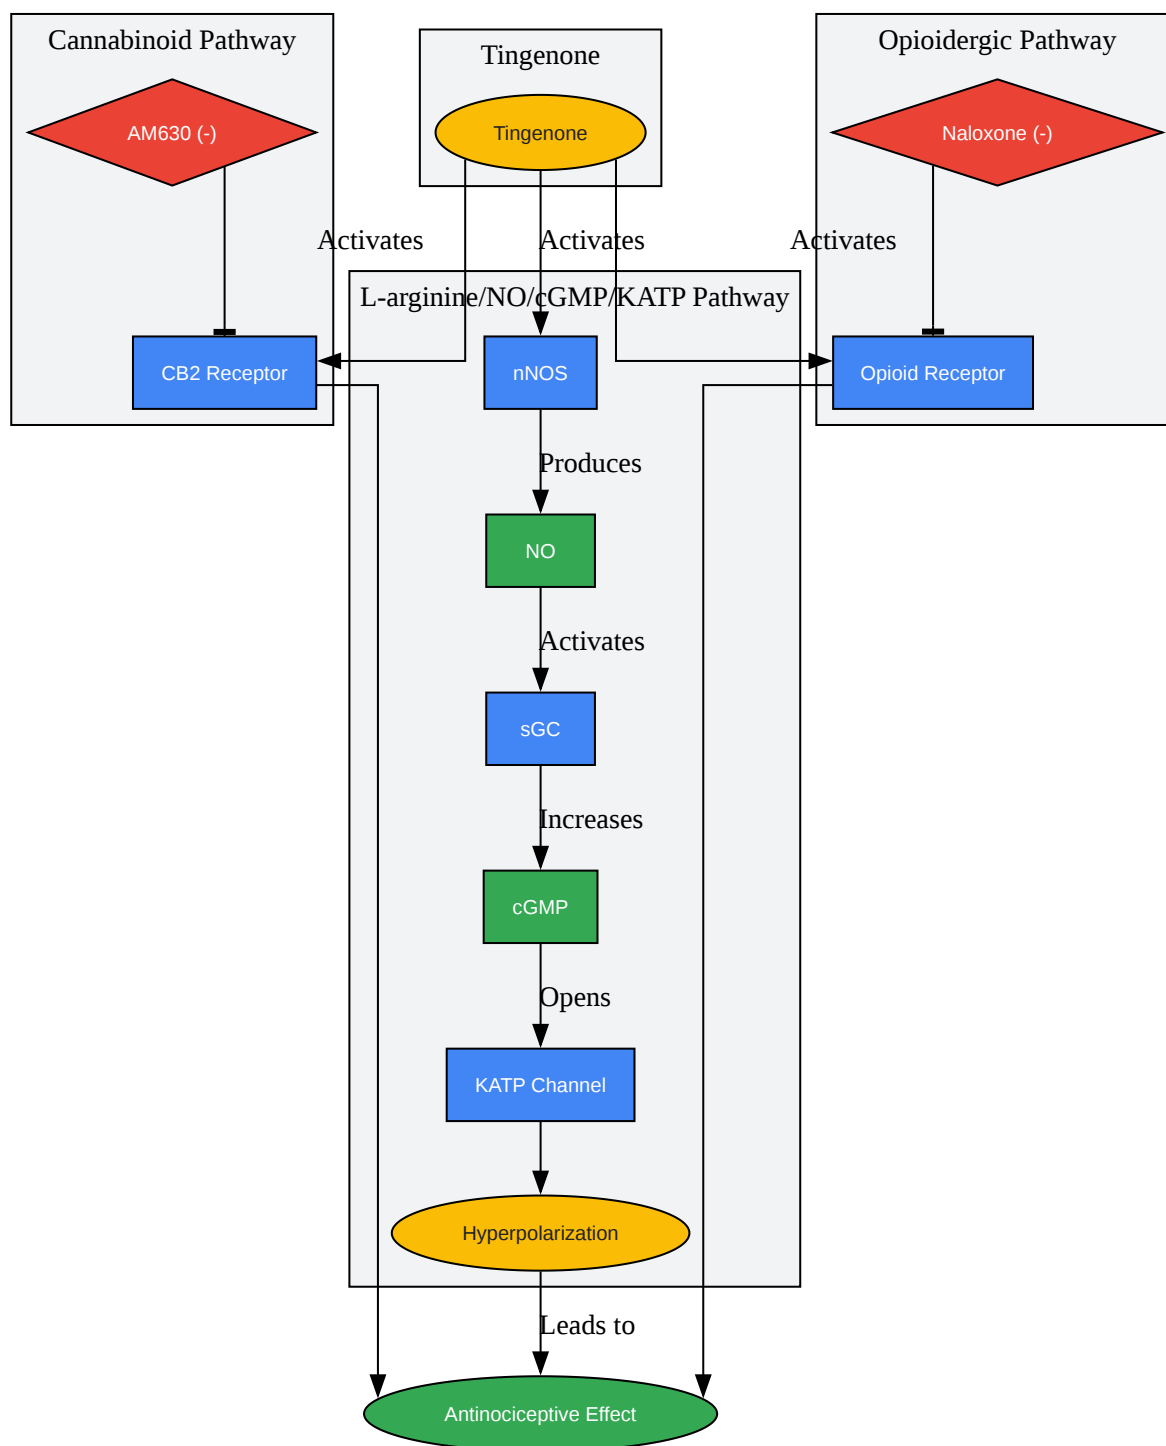 Cannabinoid Pathway
Tingenone
Opioidergic Pathway
AM630 (-)
Tingenone
Naloxone (-)
Activates
Activates
Activates
L-arginine/NO/cGMP/KATP Pathway
CB2 Receptor
nNOS
Opioid Receptor
Produces
NO
Activates
sGC
Increases
cGMP
Opens
KATP Channel
Hyperpolarization
Leads to
Antinociceptive Effect